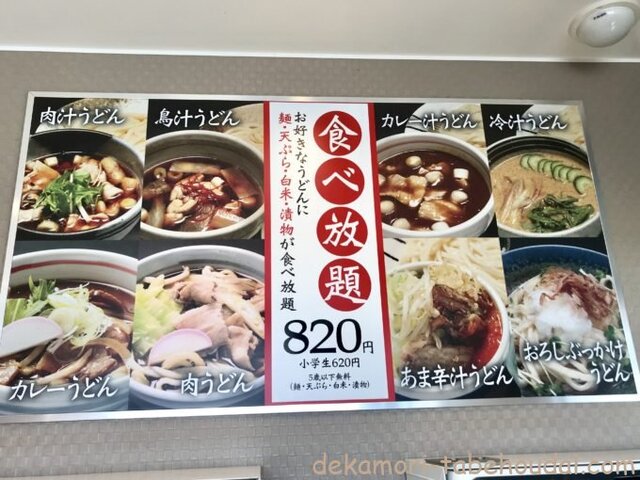 肉汁うどん
鳥汁うどん
カレーうどん
肉うどん
食べ放題
お好きなうどんに
麺・天ぷら・白米・漬物が食べ放題
820円
小学生620円
5歳以下無料
(麺・天ぷら・白米・漬物)
カレー汁うどん
冷汁うどん
あま辛汁うどん
おろしぶっかけ
うどん
dekamori-tabehoudai.com